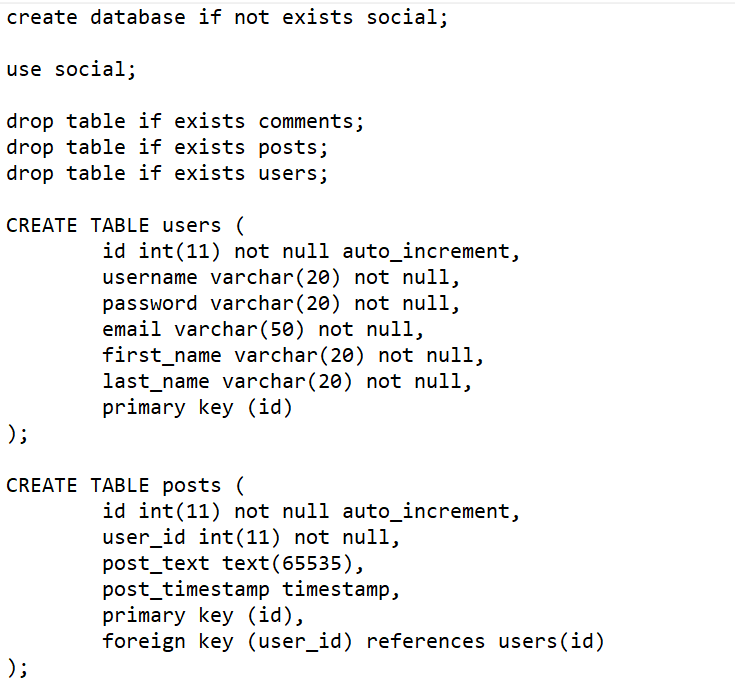 create database if not exists social;
use social;
drop table if exists comments;
drop table if exists posts;
drop table if exists users;
CREATE TABLE users (
id int(11) not null auto_increment,
username varchar(20) not null,
password varchar(20) not null,
email varchar(50) not null,
first_name varchar(20) not null,
last_name varchar(20) not null,
primary key (id)
);
CREATE TABLE posts (
id int(11) not null auto_increment,
user_id int(11) not null,
post_text text(65535),
post_timestamp timestamp,
primary key (id),
foreign key (user_id) references users(id)
);